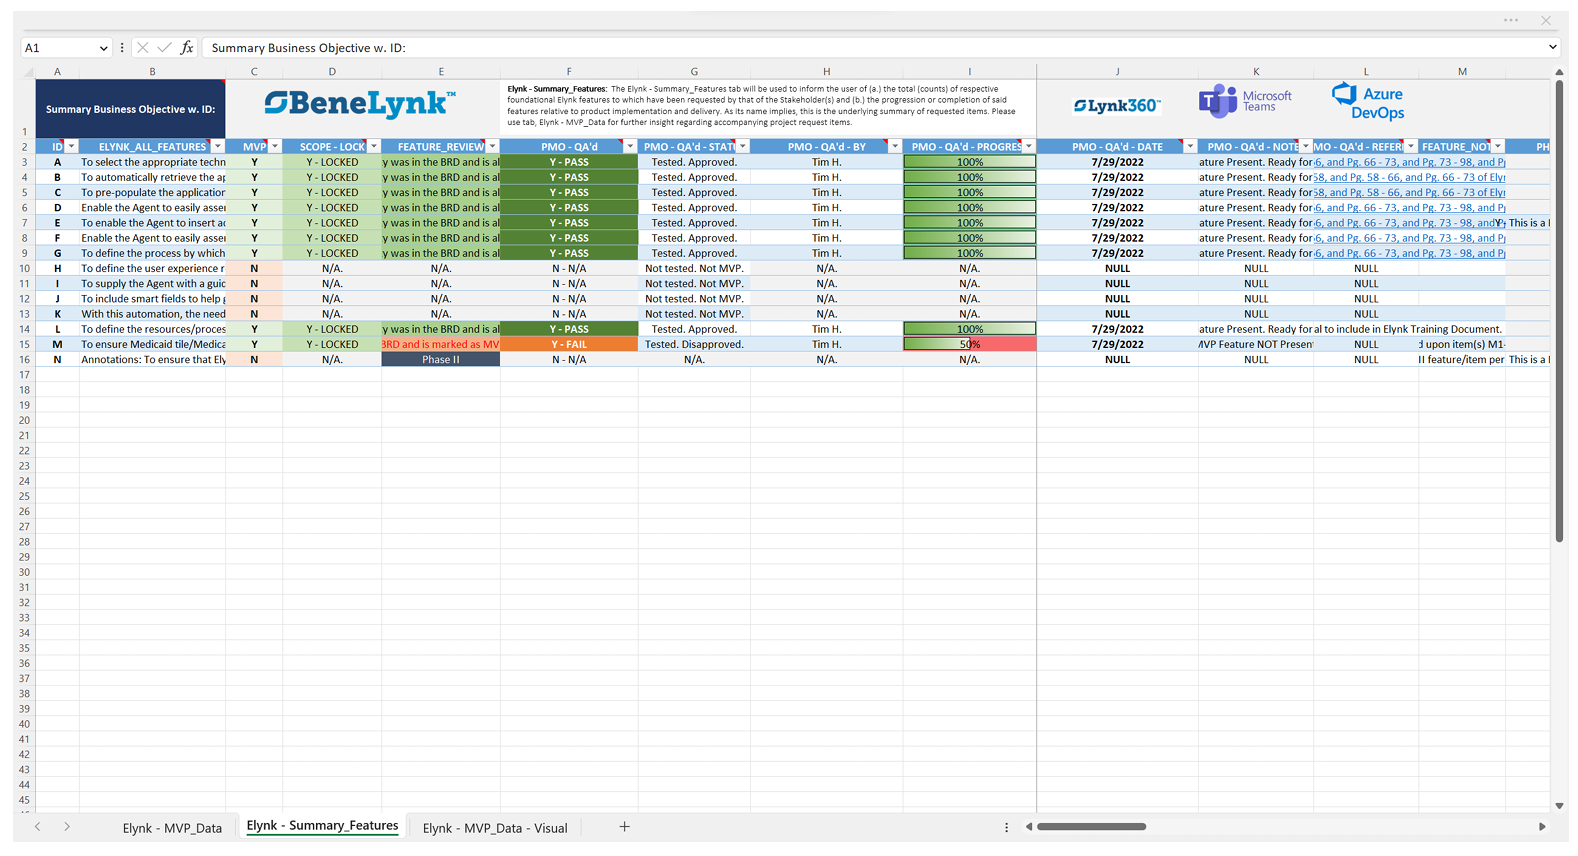 A1
fx
Summary Business Objective w. ID:
A B C D E F G H I J K L M
1 Summary Business Objective w. ID:
BeneLynk™
Elynk - Summary_Features: The Elynk - Summary_Features tab will be used to inform the user of (a.) the total (counts) of respective
foundational Elynk features to which have been requested by that of the Stakeholder(s) and (b.) the progression or completion of said
features relative to product implementation and delivery. As its name implies, this is the underlying summary of requested items. Please
use tab, Elynk - MVP_Data for further insight regarding accompanying project request items.
Lynk360™
Microsoft
Teams
Azure
DevOps
2 ID ELYNK_ALL_FEATURES MVP SCOPE - LOCK FEATURE_REVIEW PMO - QA'd PMO - QA'd - STATU PMO - QA'd - BY PMO - QA'd - PROGRES PMO - QA'd - DATE PMO - QA'd - NOTE MO - QA'd - REFERI FEATURE_NOT PH
3 A To select the appropriate techn Y Y - LOCKED y was in the BRD and is al Y - PASS Tested. Approved. Tim H. 100% 7/29/2022 ature Present. Ready for 6, and Pg. 66 - 73, and Pg. 73 - 98, and P
4 B To automatically retrieve the ap Y Y - LOCKED y was in the BRD and is al Y - PASS Tested. Approved. Tim H. 100% 7/29/2022 ature Present. Ready for 58, and Pg. 58 - 66, and Pg. 66 - 73 of Elyn
5 C To pre-populate the application Y Y - LOCKED y was in the BRD and is al Y - PASS Tested. Approved. Tim H. 100% 7/29/2022 ature Present. Ready for 58, and Pg. 58 - 66, and Pg. 66 - 73 of Elyn
6 D Enable the Agent to easily asse Y Y - LOCKED y was in the BRD and is al Y - PASS Tested. Approved. Tim H. 100% 7/29/2022 ature Present. Ready for 6, and Pg. 66 - 73, and Pg. 73 - 98, and P
7 E To enable the Agent to insert ad Y Y - LOCKED y was in the BRD and is al Y - PASS Tested. Approved. Tim H. 100% 7/29/2022 ature Present. Ready for 6, and Pg. 66 - 73, and Pg. 73 - 98, and Y This is a
8 F Enable the Agent to easily asse Y Y - LOCKED y was in the BRD and is al Y - PASS Tested. Approved. Tim H. 100% 7/29/2022 ature Present. Ready for 6, and Pg. 66 - 73, and Pg. 73 - 98, and P
9 G To define the process by which Y Y - LOCKED y was in the BRD and is al Y - PASS Tested. Approved. Tim H. 100% 7/29/2022 ature Present. Ready for 6, and Pg. 66 - 73, and Pg. 73 - 98, and P
10 H To define the user experience r N N/A. N/A. N - N/A Not tested. Not MVP. N/A. N/A. NULL NULL NULL
11 I To supply the Agent with a guid N N/A. N/A. N - N/A Not tested. Not MVP. N/A. N/A. NULL NULL NULL
12 J To include smart fields to help g N N/A. N/A. N - N/A Not tested. Not MVP. N/A. N/A. NULL NULL NULL
13 K With this automation, the need N N/A. N/A. N - N/A Not tested. Not MVP. N/A. N/A. NULL NULL NULL
14 L To define the resources/proces Y Y - LOCKED y was in the BRD and is al Y - PASS Tested. Approved. Tim H. 100% 7/29/2022 ature Present. Ready for al to include in Elynk Training Document.
15 M To ensure Medicaid tile/Medica Y Y - LOCKED BRD and is marked as MV Y - FAIL Tested. Disapproved. Tim H. 50% 7/29/2022 MVP Feature NOT Present NULL d upon item(s) M1-
16 N Annotations: To ensure that Ely N N/A. Phase II N - N/A N/A. N/A. N/A. NULL NULL NULL II feature/item per This is a
17
18
19
20
21
22
23
24
25
26
27
28
29
30
31
32
33
34
35
36
37
38
39
40
41
42
43
44
45
Elynk - MVP_Data Elynk - Summary_Features Elynk - MVP_Data - Visual